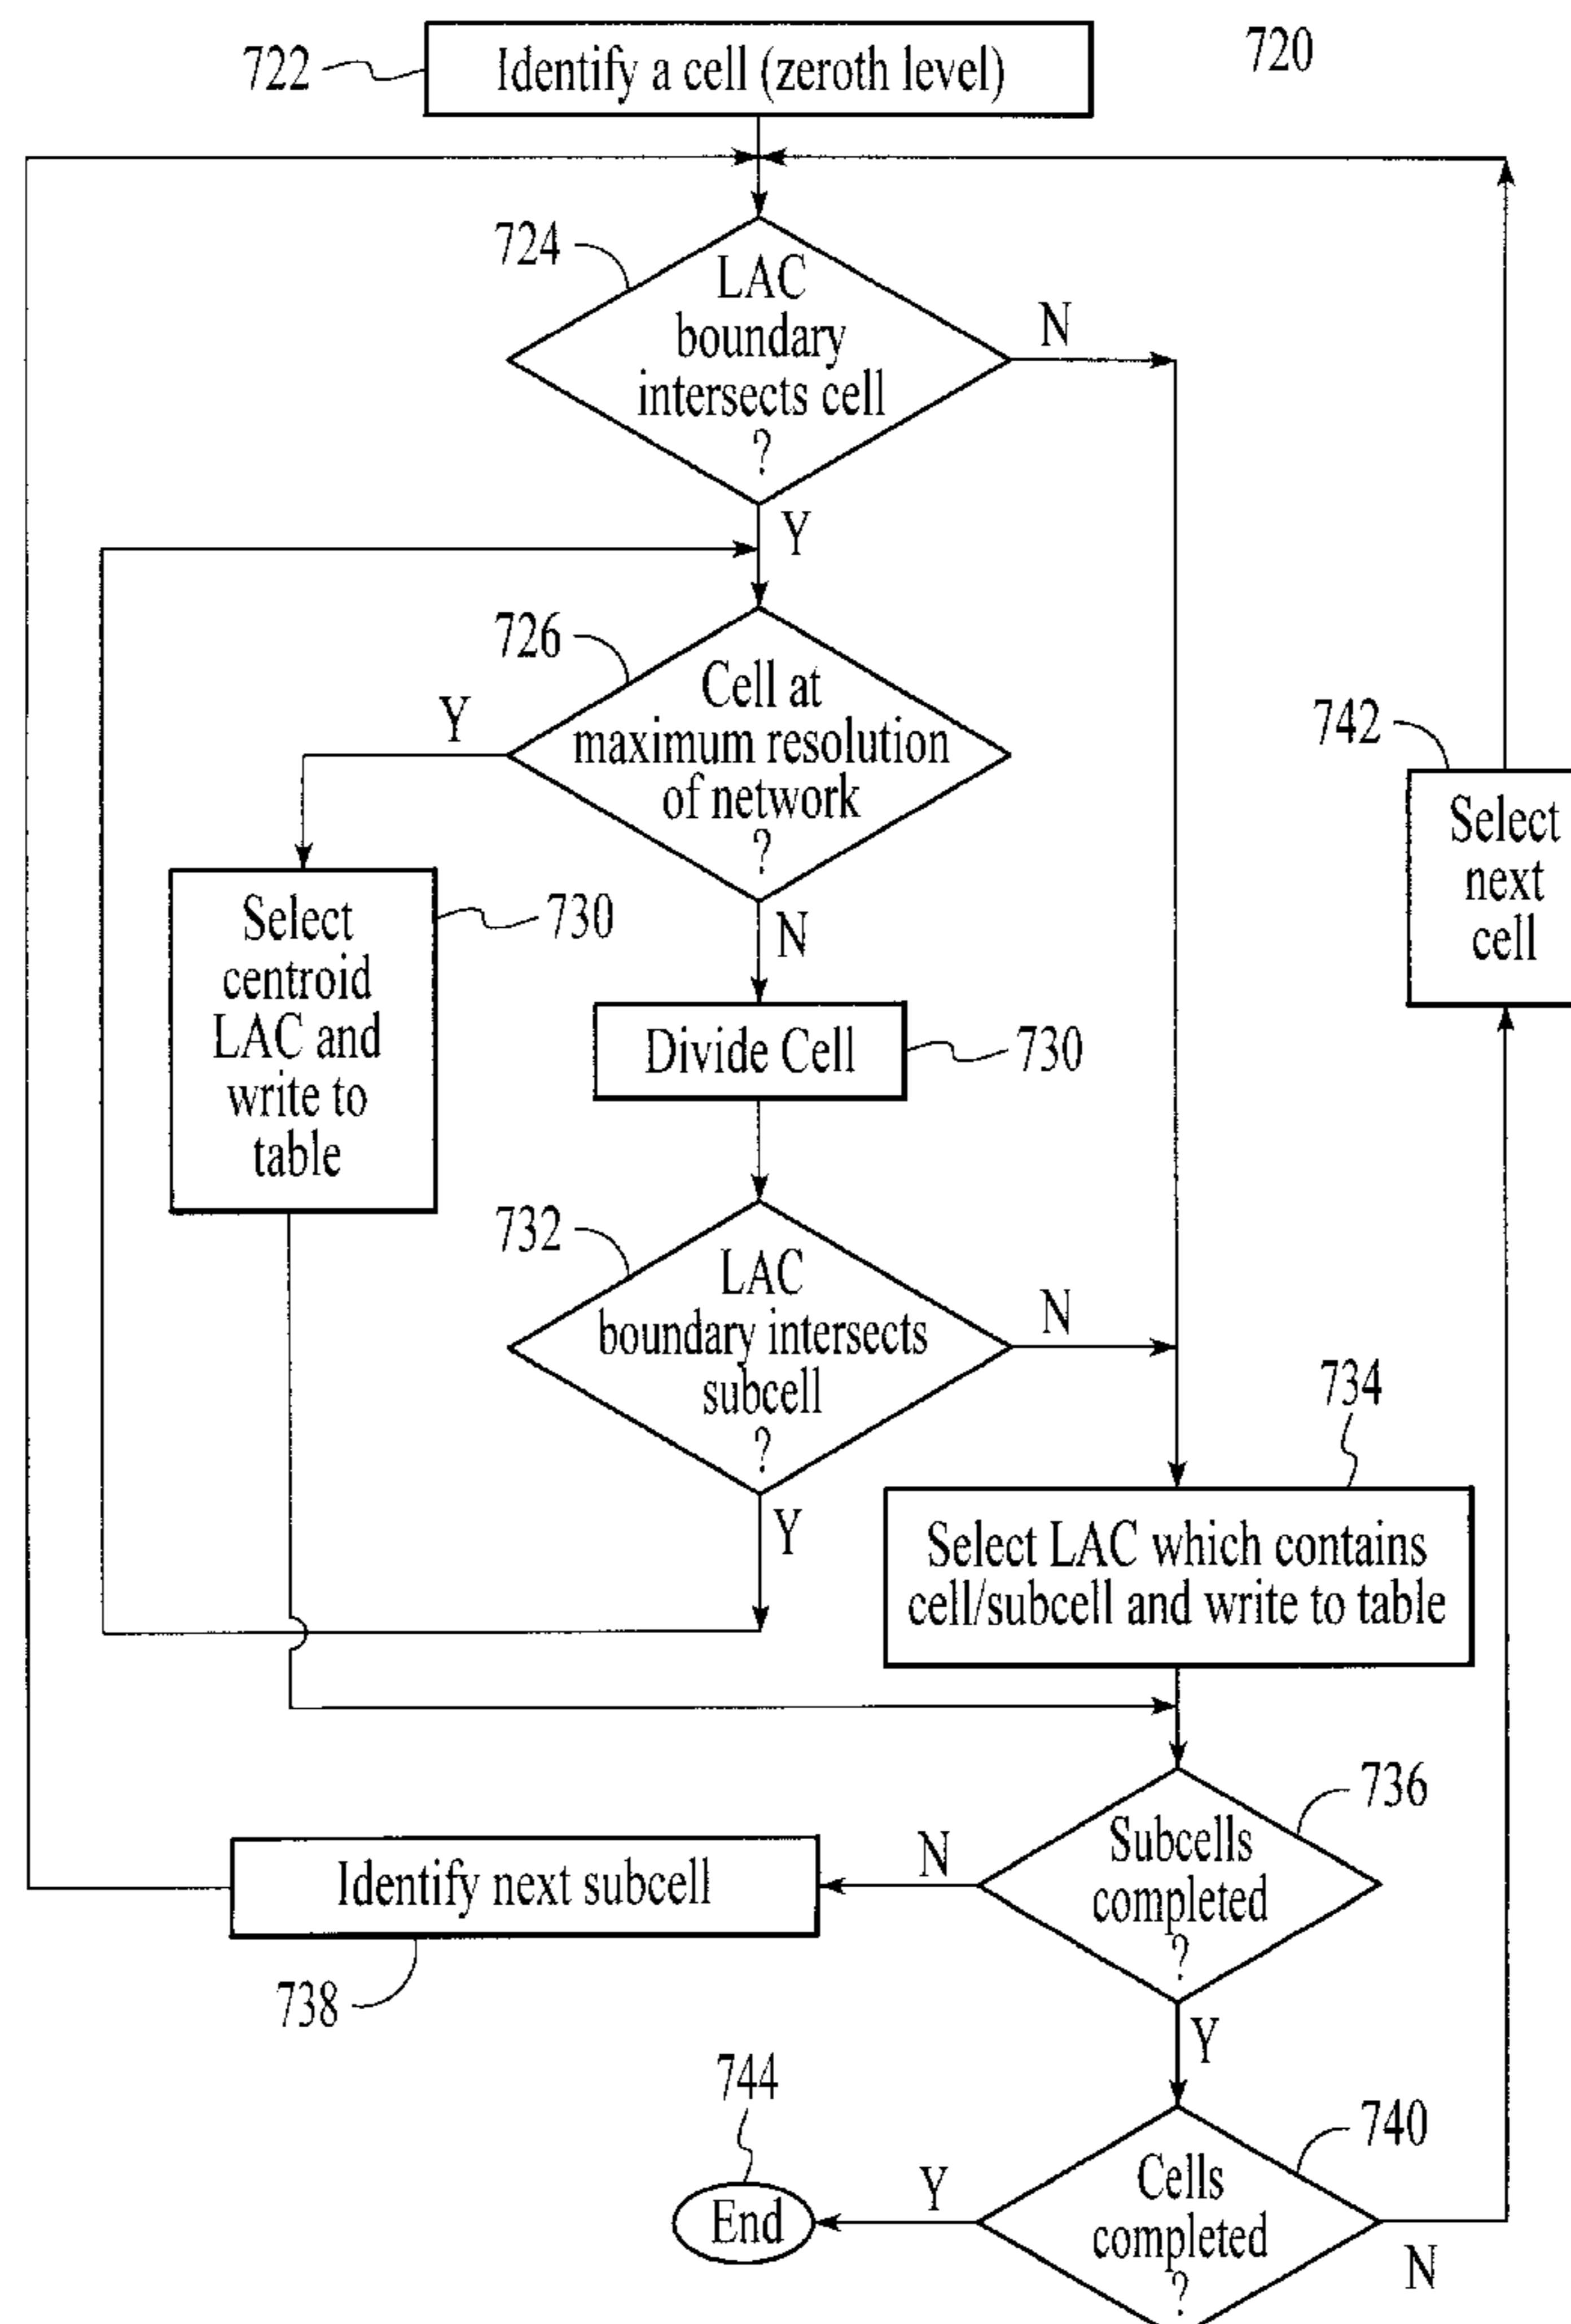 722
Identify a cell (zeroth level)
720
724
LAC
boundary
intersects cell
?
N
Y
726
Cell at
maximum resolution
of network
?
Y
N
742
Select
next
cell
Select
centroid
LAC and
write to
table
730
Divide Cell
730
732
LAC
boundary intersects
subcell
?
N
Y
734
Select LAC which contains
cell/subcell and write to table
736
Subcells
completed
?
N
Y
Identify next subcell
738
744
End
740
Cells
completed
?
Y
N